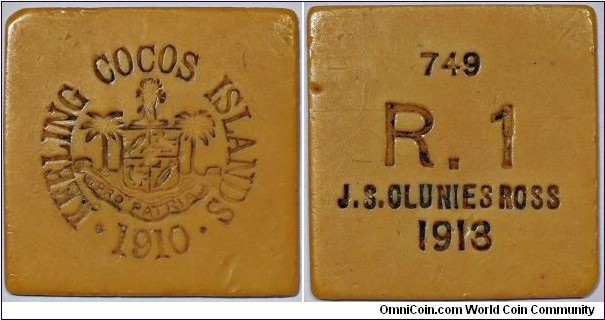 KEELING COCOS ISLANDS
PRO PATRIA
· 1910 ·
749
R. 1
J.S.CLUNIES ROSS
1913
OmniCoin.com World Coin Community